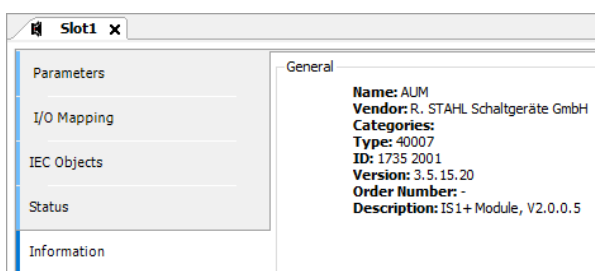 Slot1 x
Parameters
I/O Mapping
IEC Objects
Status
Information
General
Name: AUM
Vendor: R. STAHL Schaltgeräte GmbH
Categories:
Type: 40007
ID: 1735 2001
Version: 3.5.15.20
Order Number: -
Description: IS1+ Module, V2.0.0.5